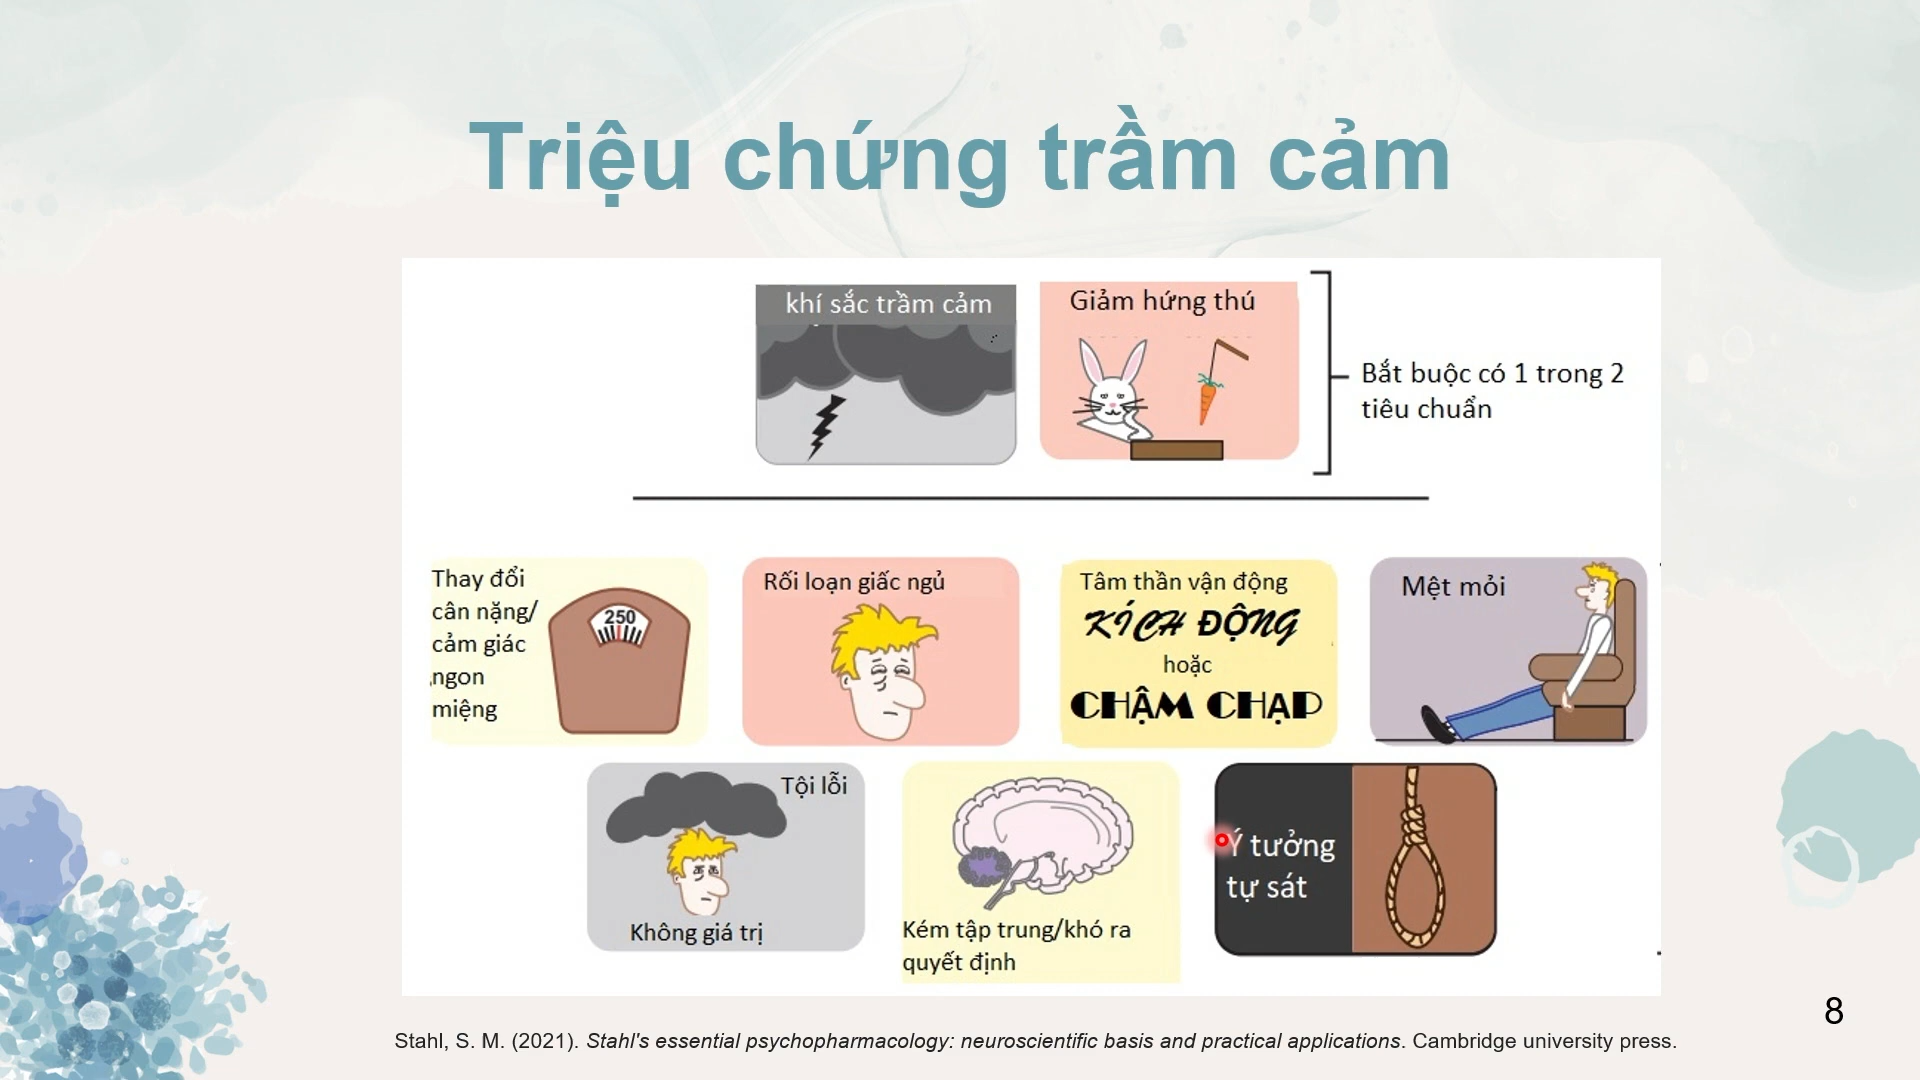 Triệu chứng trầm cảm
khí sắc trầm cảm
Giảm hứng thú
Bắt buộc có 1 trong 2
tiêu chuẩn
Thay đổi
cân nặng/
cảm giác
ngon
miệng
250
Rối loạn giấc ngủ
Tâm thần vận động
KÍCH ĐỘNG
hoặc
CHẬM CHẠP
Mệt mỏi
Tội lỗi
Không giá trị
Kém tập trung/khó ra
quyết định
Ý tưởng
tự sát
8
Stahl, S. M. (2021). Stahl's essential psychopharmacology: neuroscientific basis and practical applications. Cambridge university press.